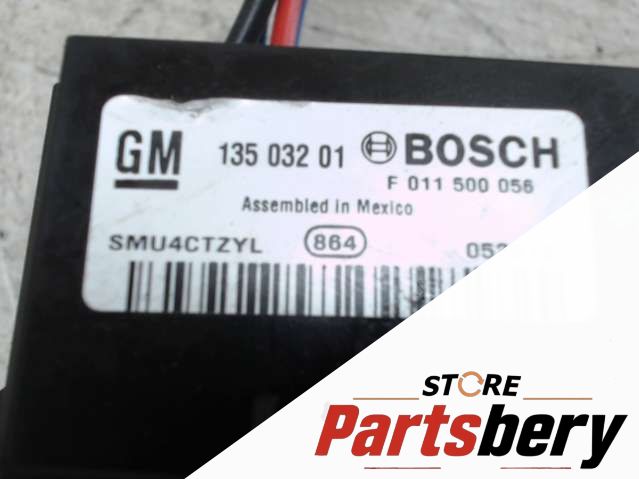 GM 135 032 01 BOSCH
F 011 500 056
Assembled in Mexico
SMU4CTZYL 864
STORE
Partsbery